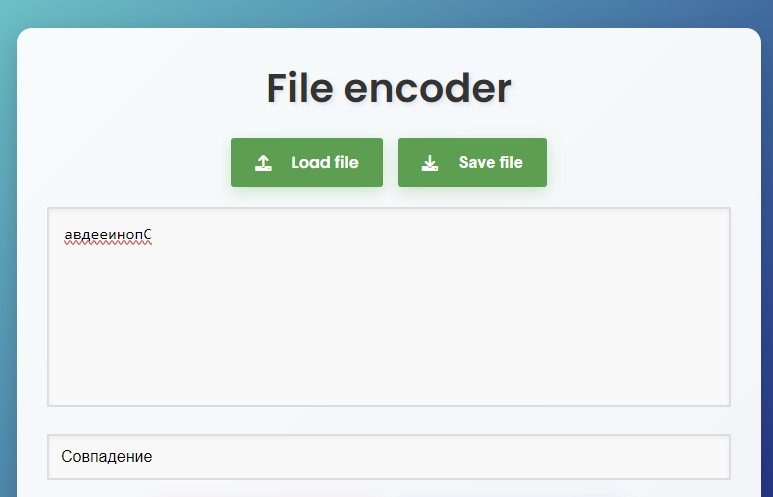 File encoder
Load file
Save file
авдееинопС
Совпадение